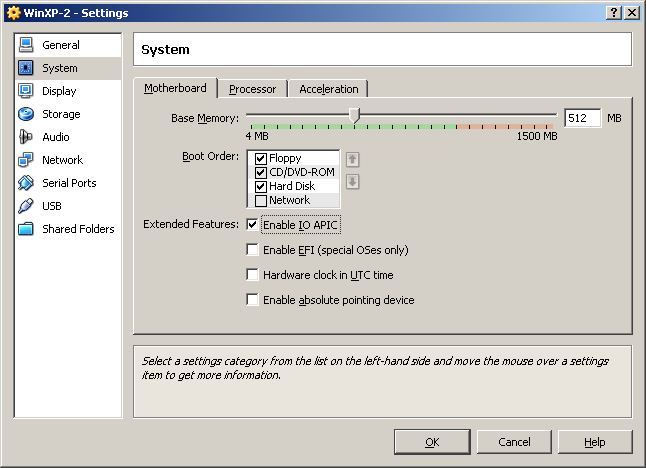 WinXP-2 - Settings
General
System
Display
Storage
Audio
Network
Serial Ports
USB
Shared Folders
System
Motherboard Processor Acceleration
Base Memory: 512 MB
4 MB 1500 MB
Boot Order: Floppy
CD/DVD-ROM
Hard Disk
Network
Extended Features: Enable IO APIC
Enable EFI (special OSes only)
Hardware clock in UTC time
Enable absolute pointing device
Select a settings category from the list on the left-hand side and move the mouse over a settings
item to get more information.
OK Cancel Help